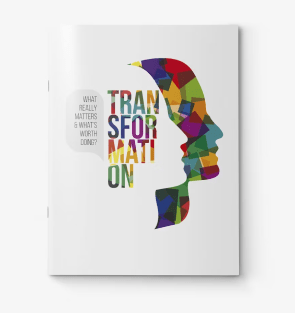 WHAT
REALLY
MATTERS
& WHAT'S
WORTH
DOING?
TRAN
SFOR
MATI
ON